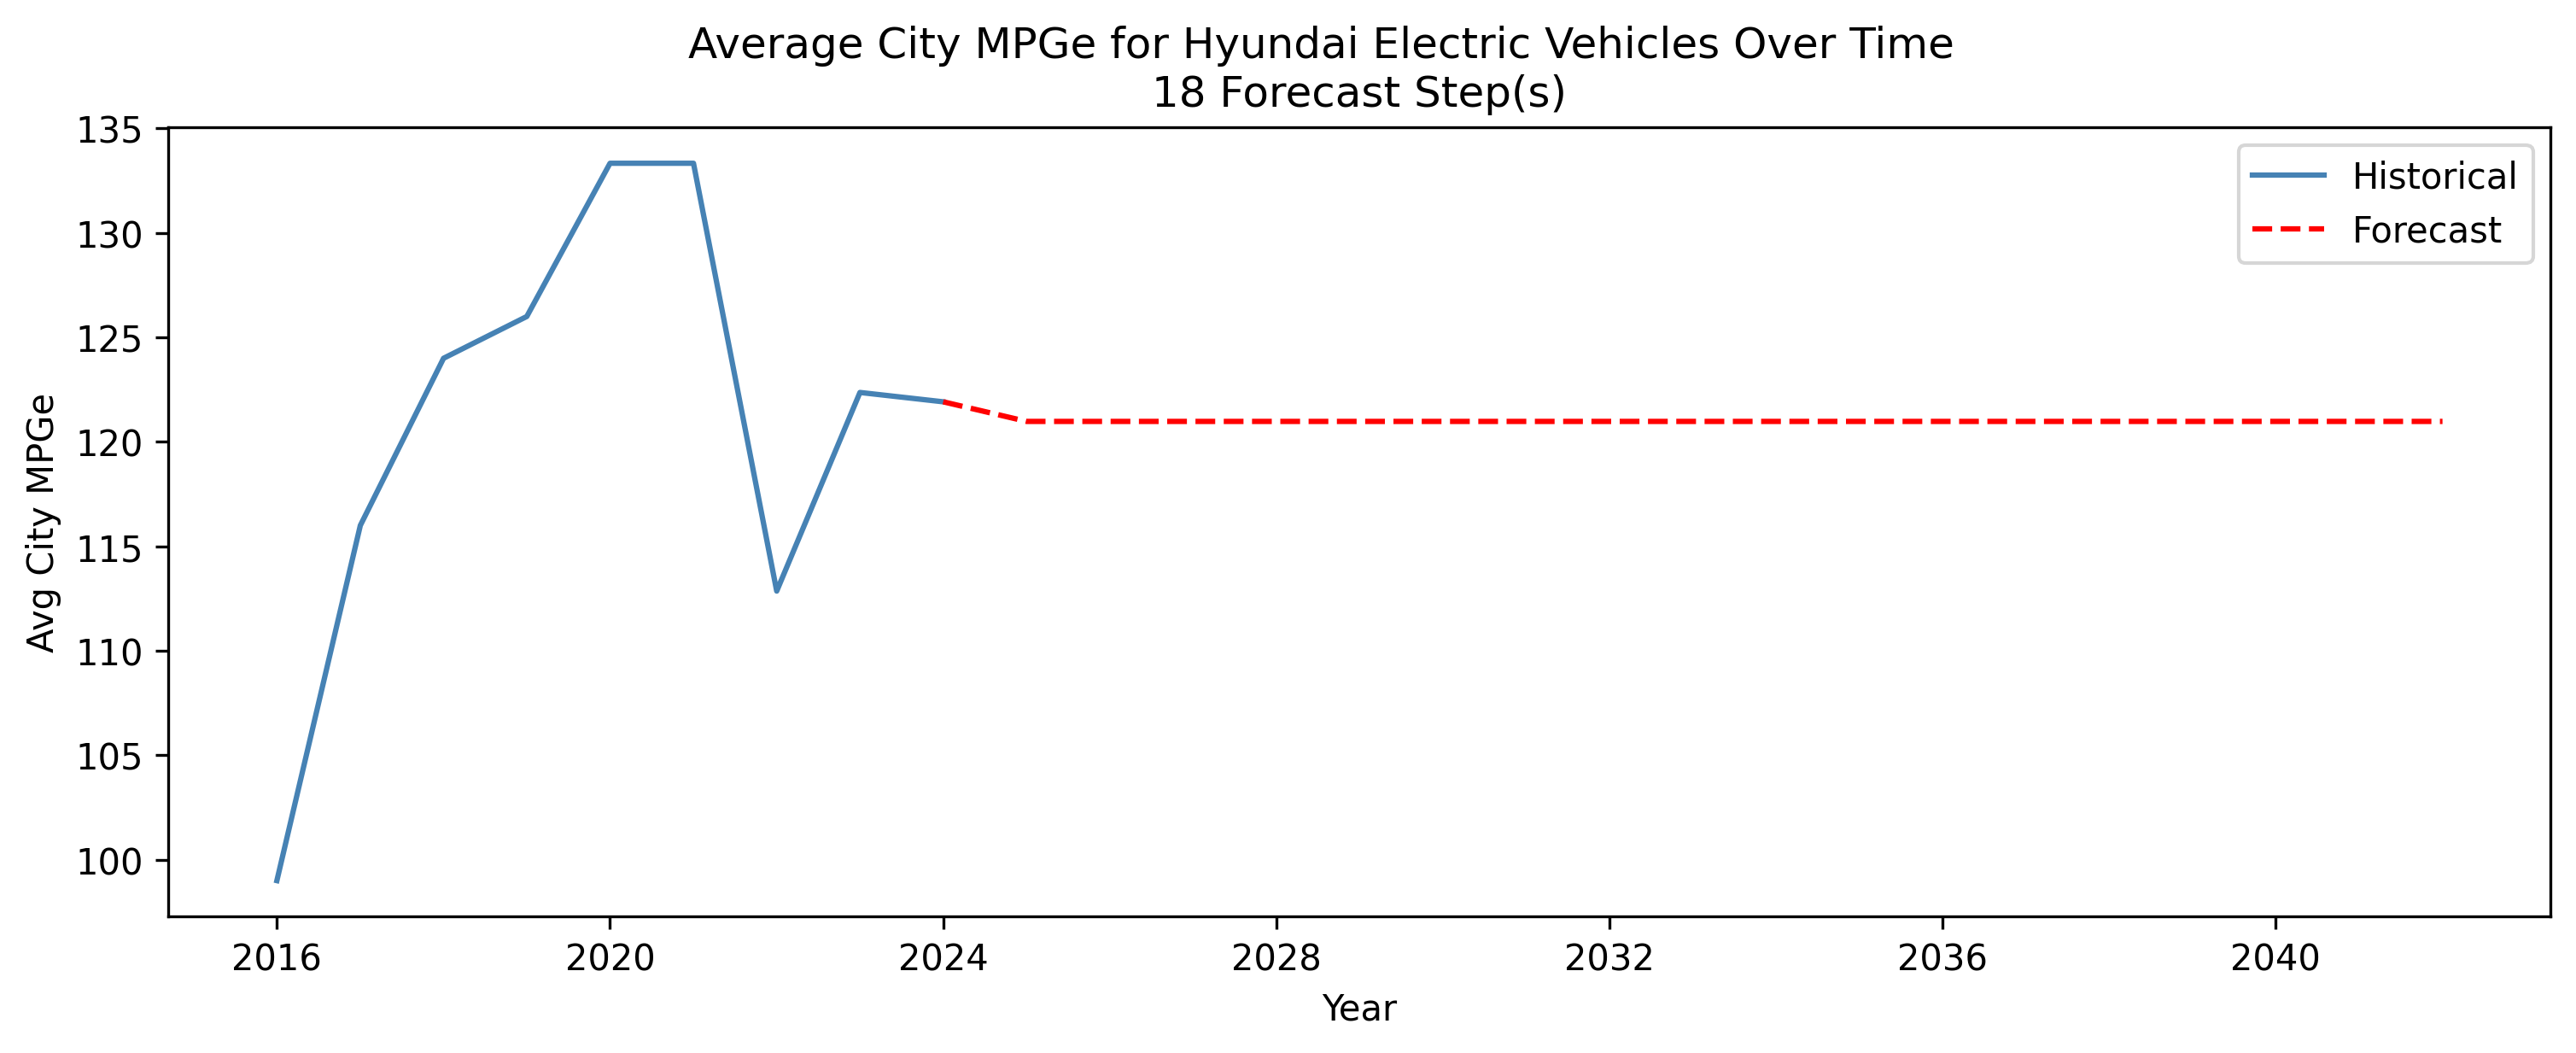 Average City MPGe for Hyundai Electric Vehicles Over Time
18 Forecast Step(s)
135
130
125
120
115
110
105
100
Avg City MPGe
Historical
Forecast
2016
2020
2024
2028
2032
2036
2040
Year